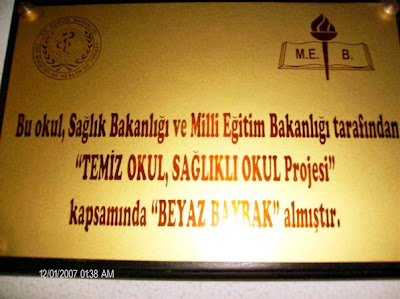 M.E. B.
Bu okul, Sağlık Bakanlığı ve Milli Eğitim Bakanlığı tarafından
“TEMİZ OKUL, SAĞLIKLI OKUL Projesi”
kapsamında “BEYAZ BAYRAK” almıştır.
12/01/2007 01:38 AM